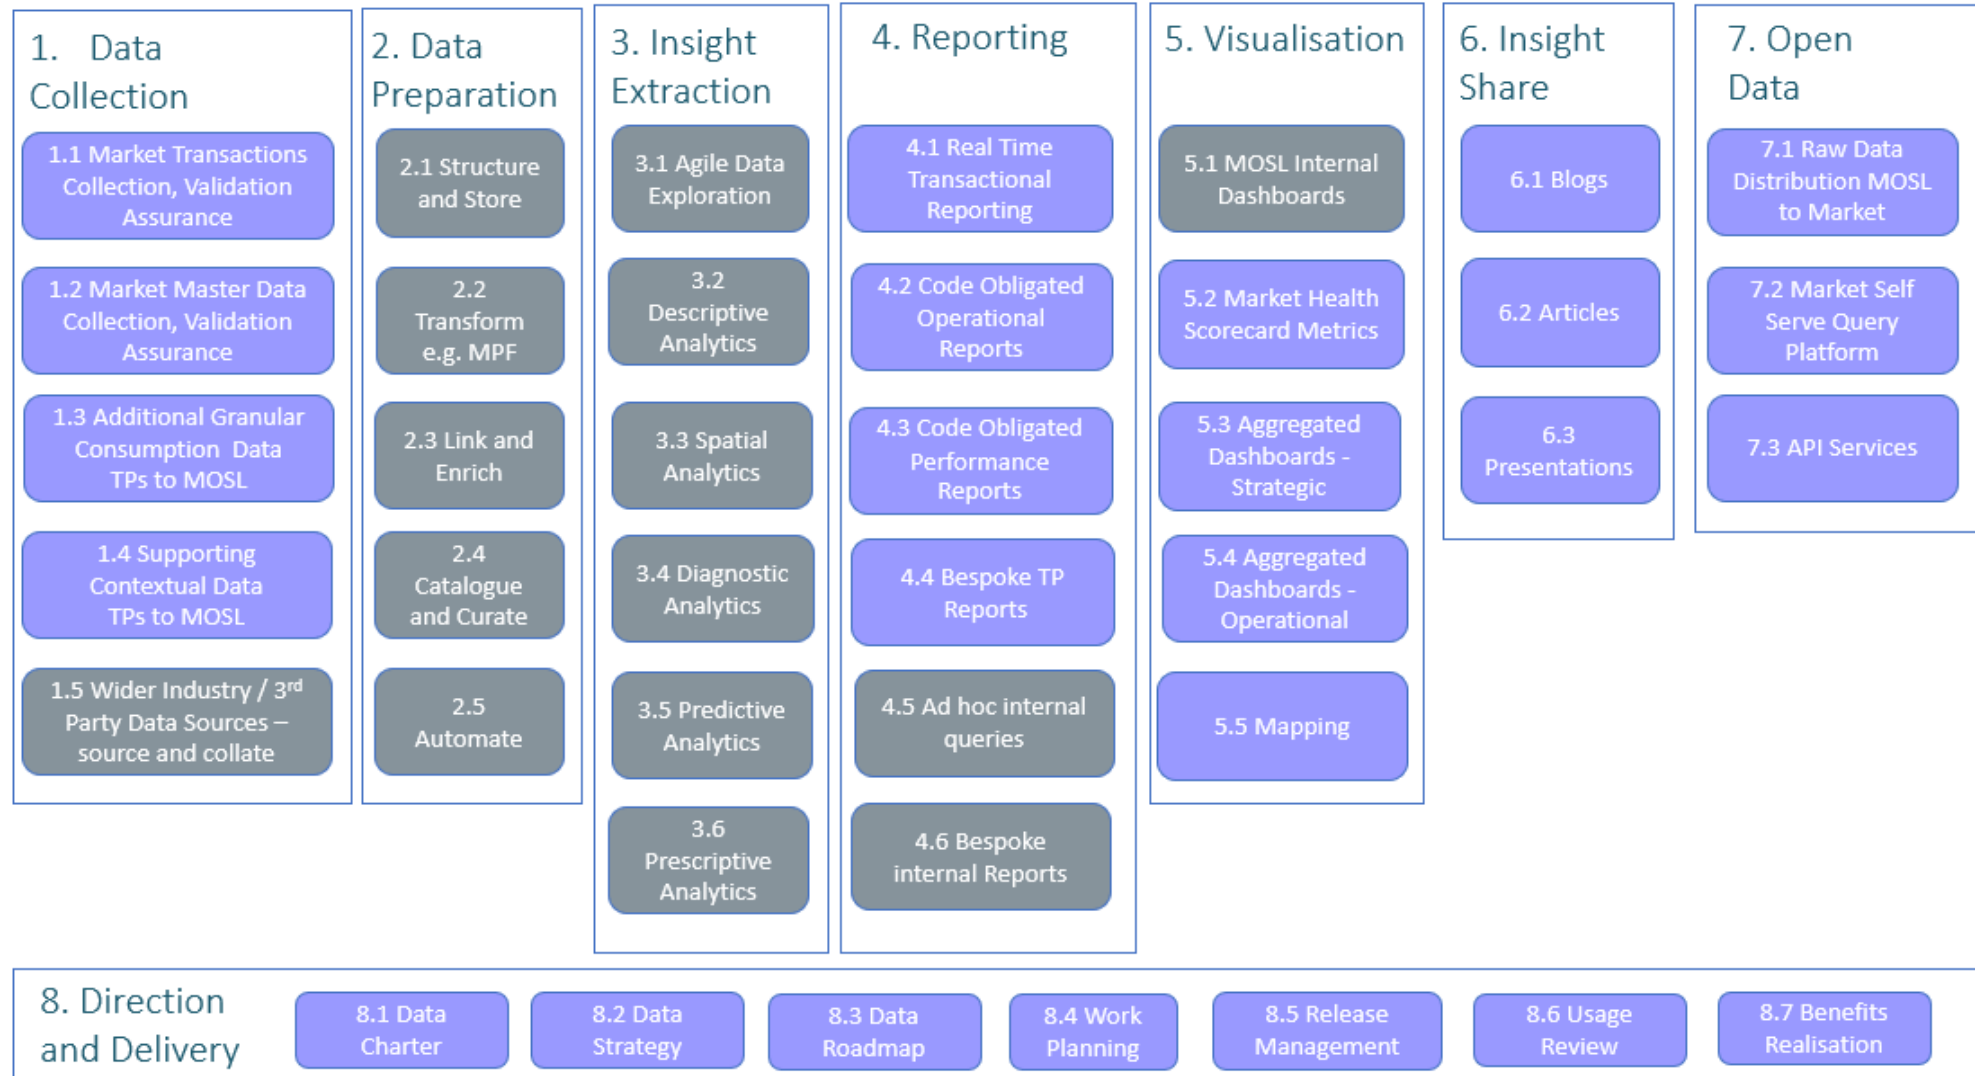 1. Data
Collection
1.1 Market Transactions
Collection, Validation
Assurance
1.2 Market Master Data
Collection, Validation
Assurance
1.3 Additional Granular
Consumption Data
TPs to MOSL
1.4 Supporting
Contextual Data
TPs to MOSL
1.5 Wider Industry / 3rd
Party Data Sources –
source and collate
2. Data
Preparation
2.1 Structure
and Store
2.2
Transform
e.g. MPF
2.3 Link and
Enrich
2.4
Catalogue
and Curate
2.5
Automate
3. Insight
Extraction
3.1 Agile Data
Exploration
3.2
Descriptive
Analytics
3.3 Spatial
Analytics
3.4 Diagnostic
Analytics
3.5 Predictive
Analytics
3.6
Prescriptive
Analytics
4. Reporting
4.1 Real Time
Transactional
Reporting
4.2 Code Obligated
Operational
Reports
4.3 Code Obligated
Performance
Reports
4.4 Bespoke TP
Reports
4.5 Ad hoc internal
queries
4.6 Bespoke
internal Reports
5. Visualisation
5.1 MOSL Internal
Dashboards
5.2 Market Health
Scorecard Metrics
5.3 Aggregated
Dashboards -
Strategic
5.4 Aggregated
Dashboards -
Operational
5.5 Mapping
6. Insight
Share
6.1 Blogs
6.2 Articles
6.3
Presentations
7. Open
Data
7.1 Raw Data
Distribution MOSL
to Market
7.2 Market Self
Serve Query
Platform
7.3 API Services
8. Direction
and Delivery
8.1 Data
Charter
8.2 Data
Strategy
8.3 Data
Roadmap
8.4 Work
Planning
8.5 Release
Management
8.6 Usage
Review
8.7 Benefits
Realisation